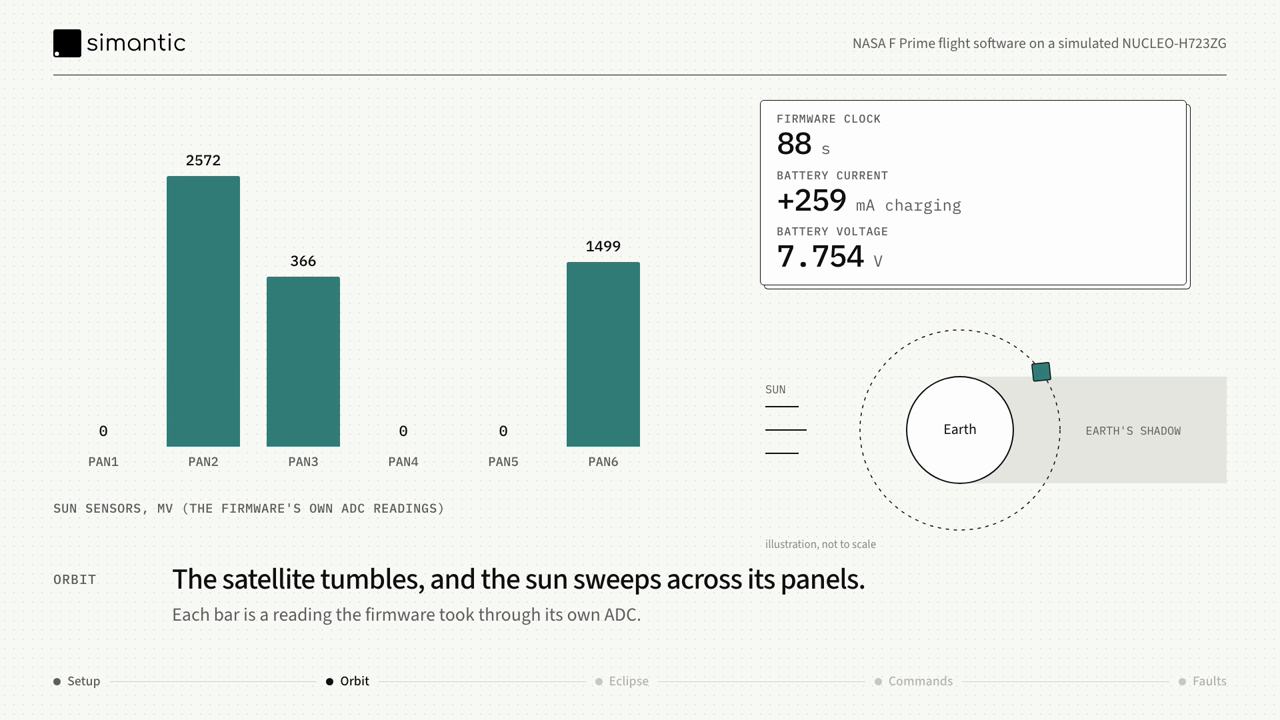 simantic
NASA F Prime flight software on a simulated NUCLEO-H723ZG
2572
366
1499
0
0
0
PAN1
PAN2
PAN3
PAN4
PAN5
PAN6
SUN SENSORS, MV (THE FIRMWARE'S OWN ADC READINGS)
FIRMWARE CLOCK
88 s
BATTERY CURRENT
+259 mA charging
BATTERY VOLTAGE
7.754 V
SUN
Earth
EARTH'S SHADOW
illustration, not to scale
ORBIT
The satellite tumbles, and the sun sweeps across its panels.
Each bar is a reading the firmware took through its own ADC.
Setup
Orbit
Eclipse
Commands
Faults